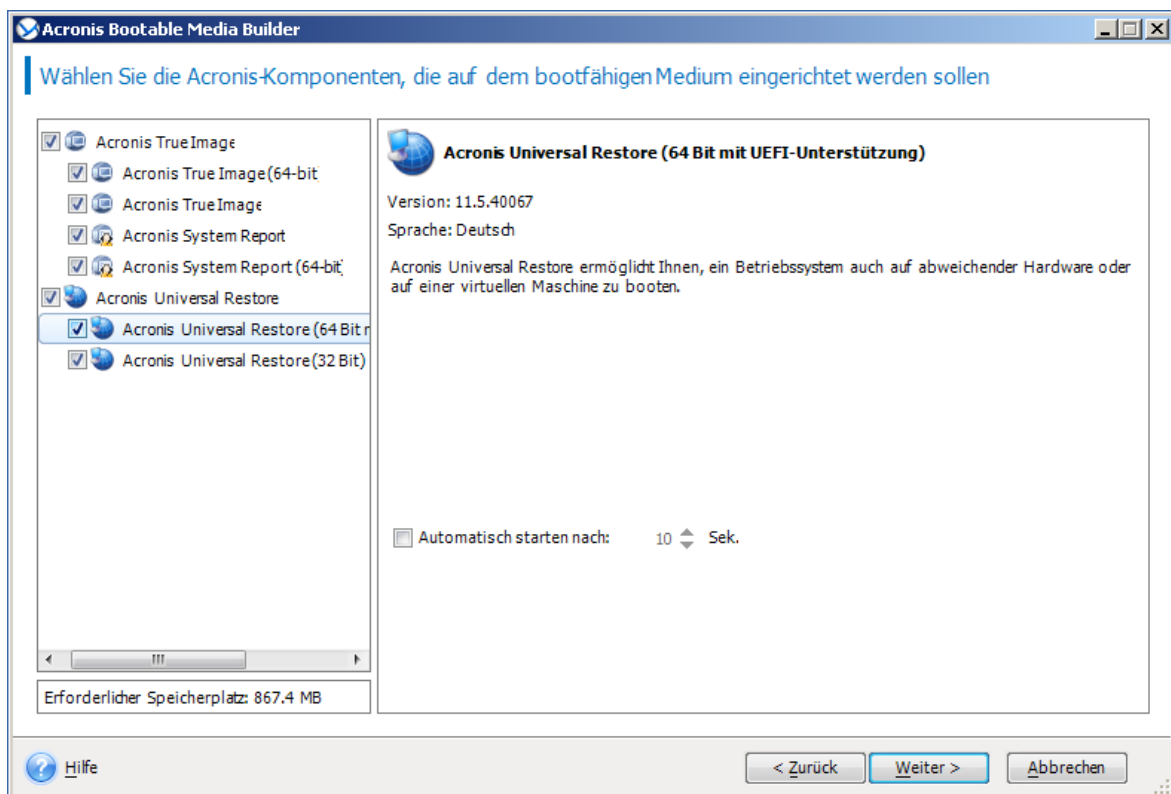 Acronis Bootable Media Builder
Wählen Sie die Acronis-Komponenten, die auf dem bootfähigen Medium eingerichtet werden sollen
Acronis True Image
Acronis True Image (64-bit
Acronis True Image
Acronis System Report
Acronis System Report (64-bit)
Acronis Universal Restore
Acronis Universal Restore (64 Bit r
Acronis Universal Restore (32 Bit)
Erforderlicher Speicherplatz: 867.4 MB
Acronis Universal Restore (64 Bit mit UEFI-Unterstützung)
Version: 11.5.40067
Sprache: Deutsch
Acronis Universal Restore ermöglicht Ihnen, ein Betriebssystem auch auf abweichender Hardware oder
auf einer virtuellen Maschine zu booten.
Automatisch starten nach: 10 Sek.
Hilfe
< Zurück
Weiter >
Abbrechen